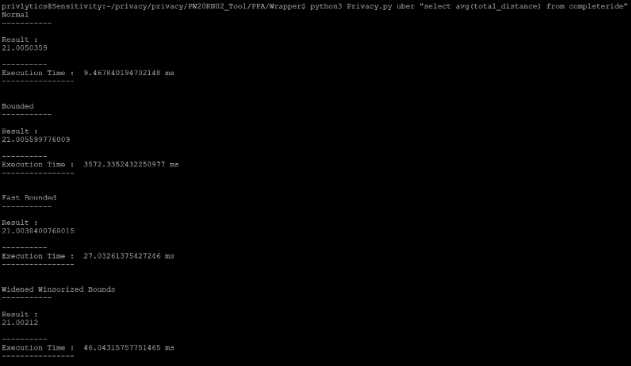 privlytics@Sensitivity:~/privacy/privacy/PW20RN02_Tool/PPA/Wrapper$ python3 Privacy.py uber "select avg(total_distance) from completeride"
Normal
-----------
Result :
21.0050359
----------
Execution Time :  9.467840194702148 ms
----------------
Bounded
-----------
Result :
21.005599776009
----------
Execution Time :  3572.3352432250977 ms
----------------
Fast Bounded
-----------
Result :
21.0038400768015
----------
Execution Time :  27.03261375427246 ms
----------------
Widened Winsorized Bounds
-----------
Result :
21.00212
----------
Execution Time :  46.04315757751465 ms
----------------